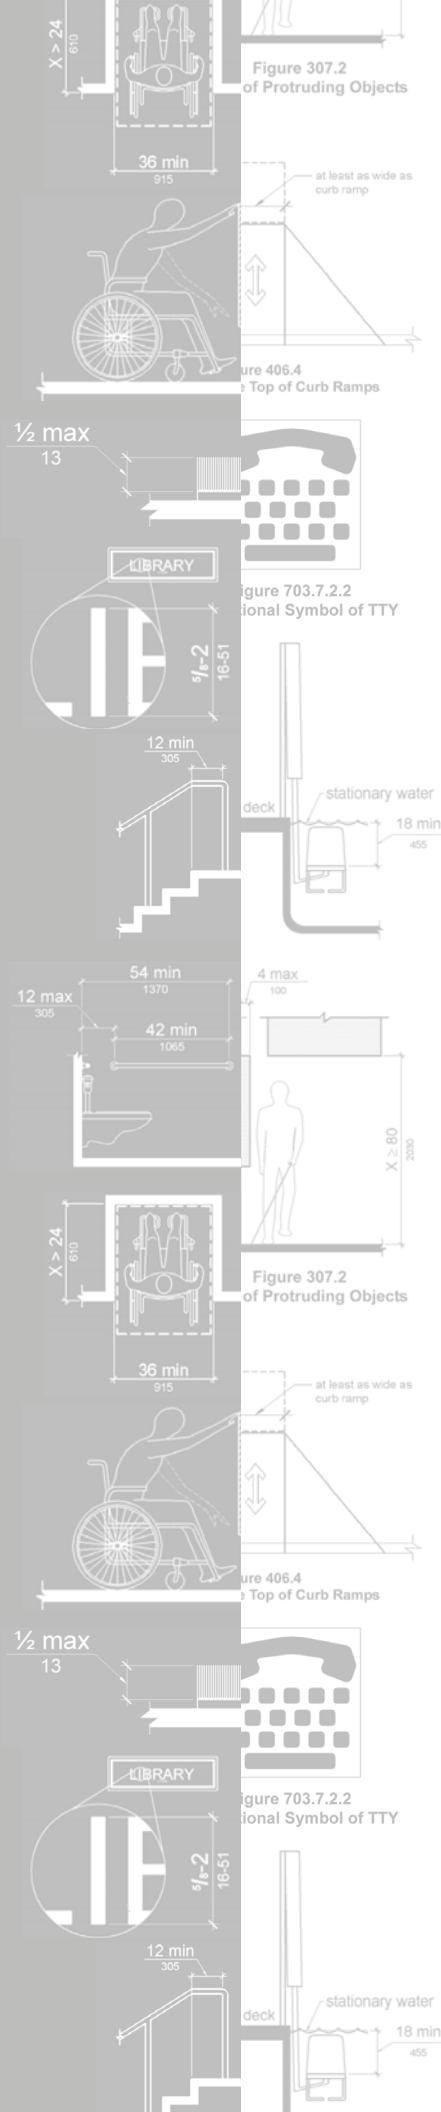 X > 24
610
Figure 307.2
of Protruding Objects
36 min
915
at least as wide as
curb ramp
ure 406.4
e Top of Curb Ramps
½ max
13
LIBRARY
igure 703.7.2.2
tional Symbol of TTY
5/8-2
16-51
12 min
305
deck
stationary water
18 min
455
54 min
1370
4 max
100
12 max
305
42 min
1065
X ≥ 80
2030
X > 24
610
Figure 307.2
of Protruding Objects
36 min
915
at least as wide as
curb ramp
ure 406.4
e Top of Curb Ramps
½ max
13
LIBRARY
igure 703.7.2.2
tional Symbol of TTY
5/8-2
16-51
12 min
305
deck
stationary water
18 min
455